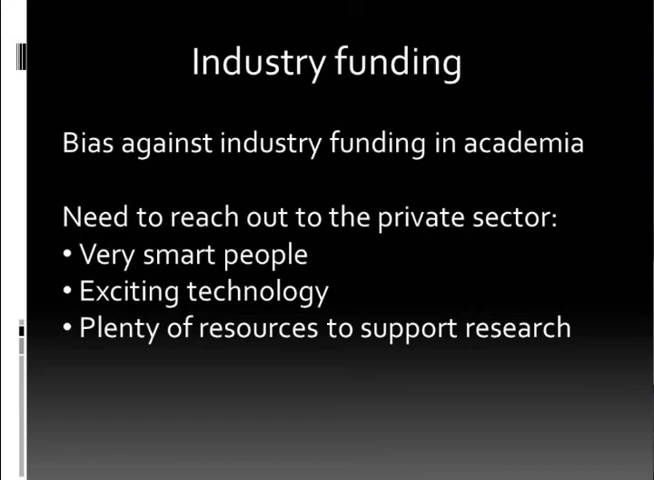 Industry funding
Bias against industry funding in academia
Need to reach out to the private sector:
• Very smart people
• Exciting technology
• Plenty of resources to support research